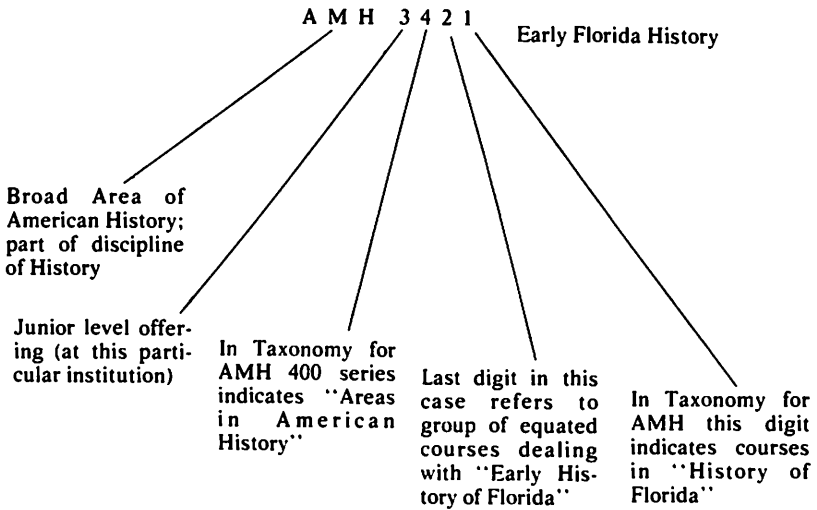 A M H 3 4 2 1
Early Florida History
Broad Area of
American History;
part of discipline
of History
Junior level offer-
ing (at this parti-
cular institution)
In Taxonomy for
AMH 400 series
indicates "Areas
in American
History"
Last digit in this
case refers to
group of equated
courses dealing
with "Early His-
tory of Florida"
In Taxonomy for
AMH this digit
indicates courses
in "History of
Florida"